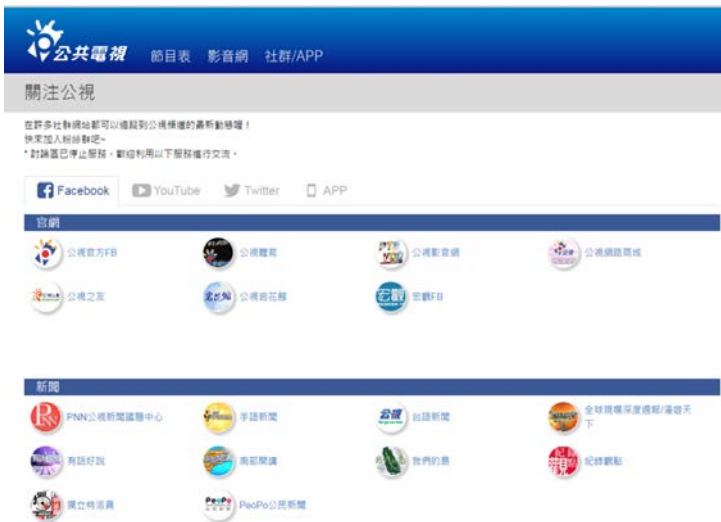 公共電視 節目表 影音網 社群/APP
關注公視
在許多社群網站都可以追蹤到公視頻道的最新動態喔！
快來加入粉絲群吧~
* 討論區已停止服務，歡迎利用以下服務進行交流。
Facebook YouTube Twitter APP
官網
公視官方FB 公視體育 公視影音網 公視網路商城
公視之友 公視岩花館 宏觀 宏觀FB
新聞
PNN PNN公視新聞議題中心 手語新聞 公視 台語新聞 全球現場深度週報/漫遊天
下
有話好說 南部開講 我們的島 紀錄觀點
獨立特派員 PeoPo PeoPo公民新聞